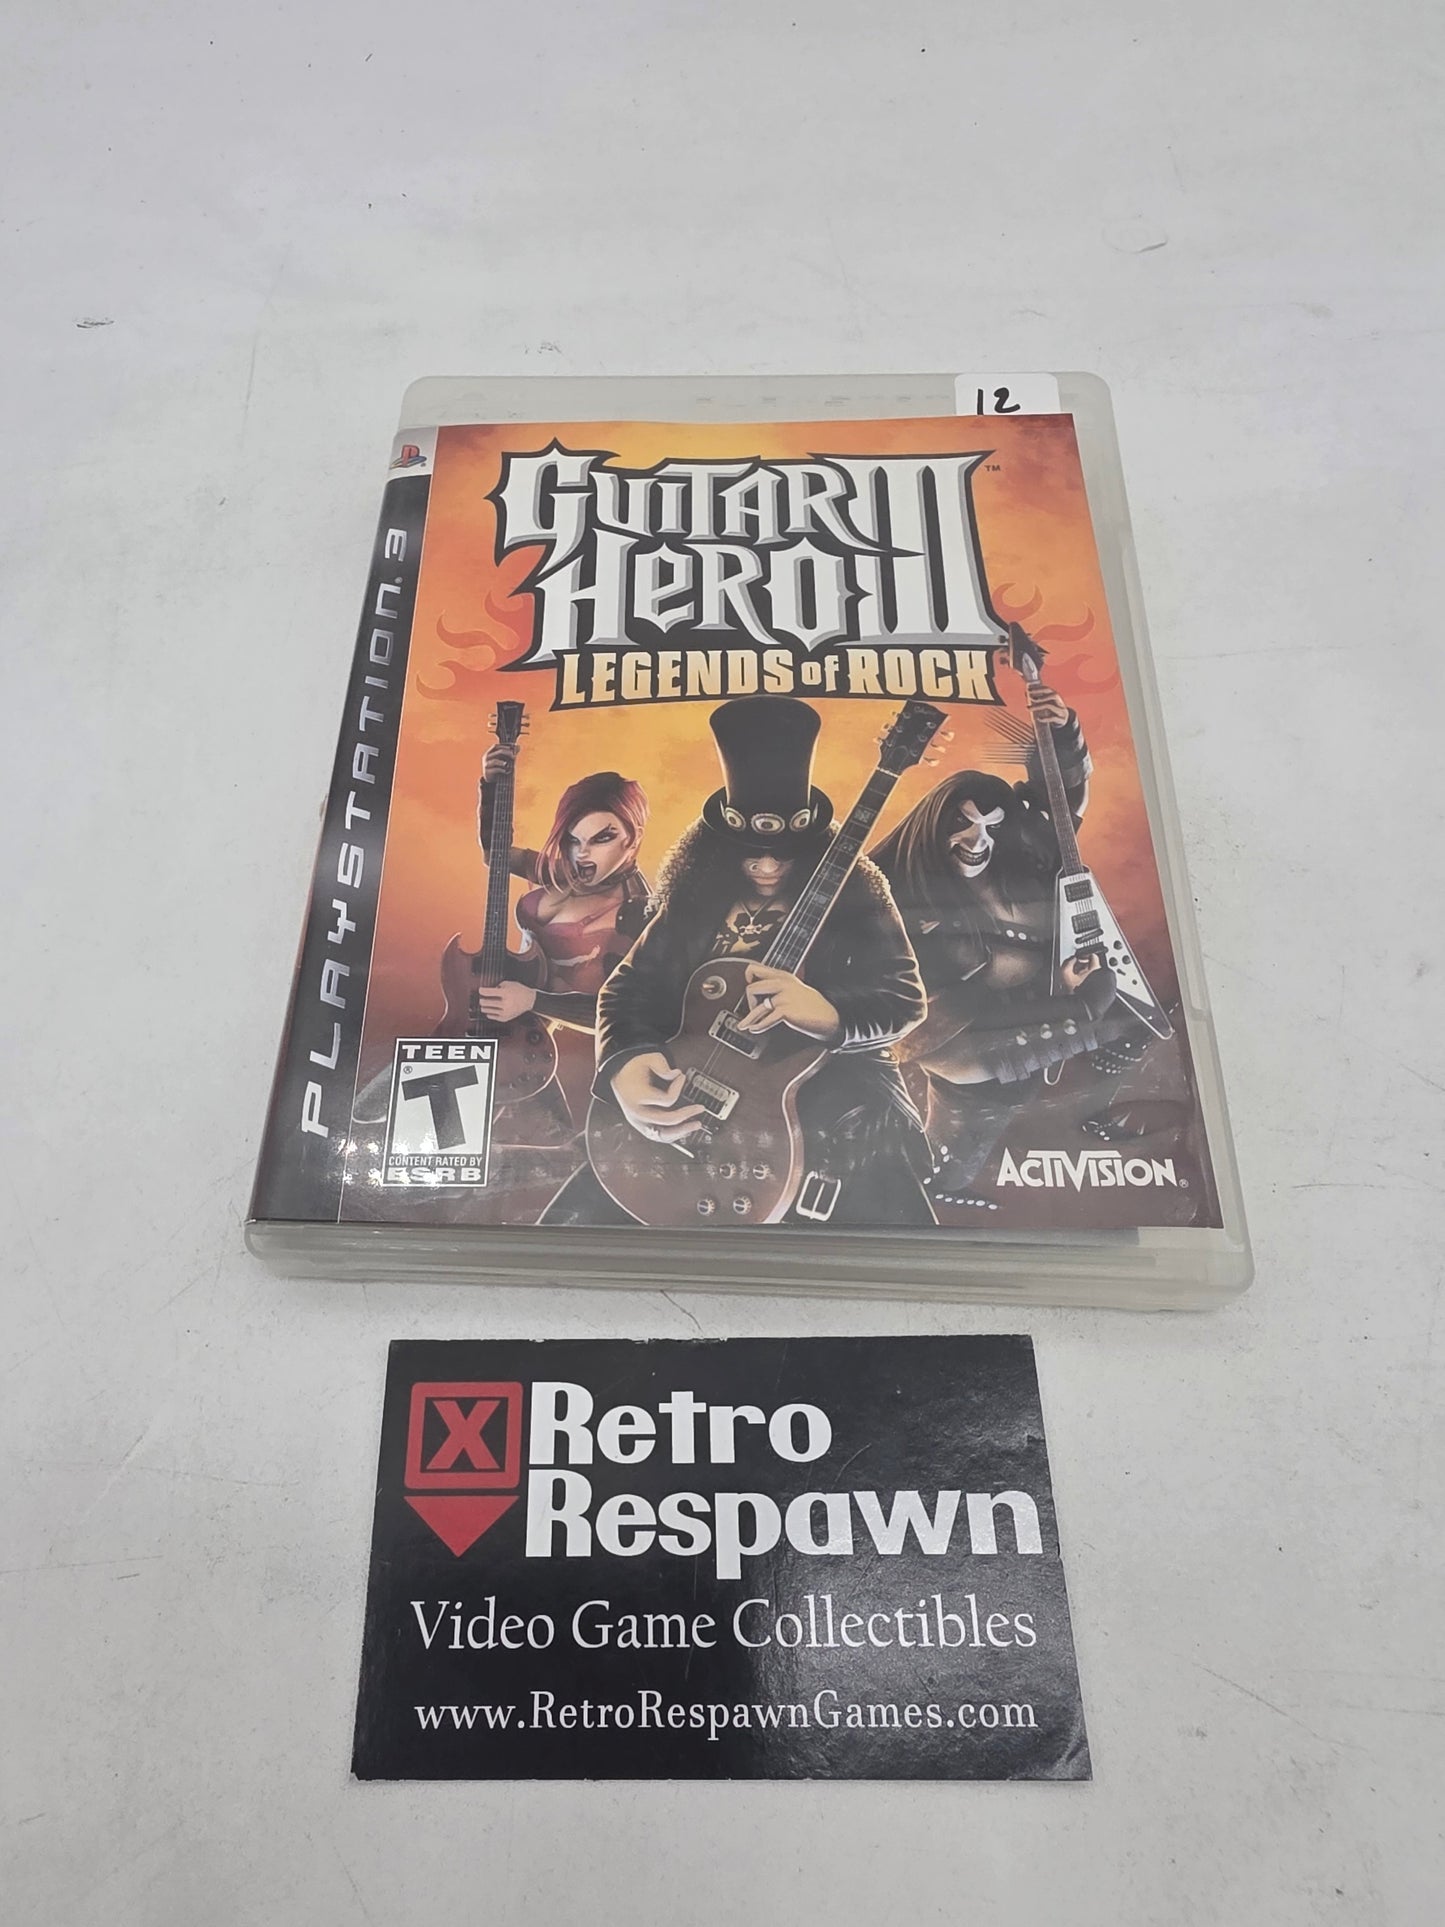 12
PLAYSTATION®3
GUITAR
HERO III™
LEGENDS OF ROCK
TEEN
T®
CONTENT RATED BY
ESRB
ACTIVISION®
X Retro
Respawn
Video Game Collectibles
www.RetroRespawnGames.com